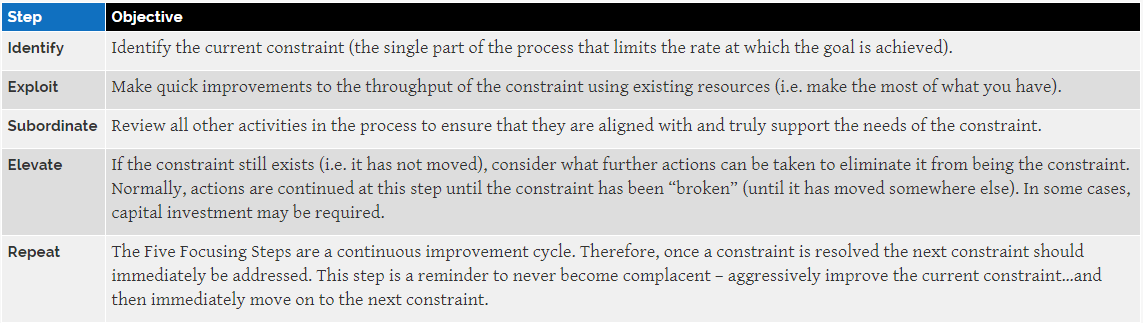 Step Objective
Identify Identify the current constraint (the single part of the process that limits the rate at which the goal is achieved).
Exploit Make quick improvements to the throughput of the constraint using existing resources (i.e. make the most of what you have).
Subordinate Review all other activities in the process to ensure that they are aligned with and truly support the needs of the constraint.
Elevate If the constraint still exists (i.e. it has not moved), consider what further actions can be taken to eliminate it from being the constraint.
Normally, actions are continued at this step until the constraint has been “broken” (until it has moved somewhere else). In some cases,
capital investment may be required.
Repeat The Five Focusing Steps are a continuous improvement cycle. Therefore, once a constraint is resolved the next constraint should
immediately be addressed. This step is a reminder to never become complacent – aggressively improve the current constraint…and
then immediately move on to the next constraint.